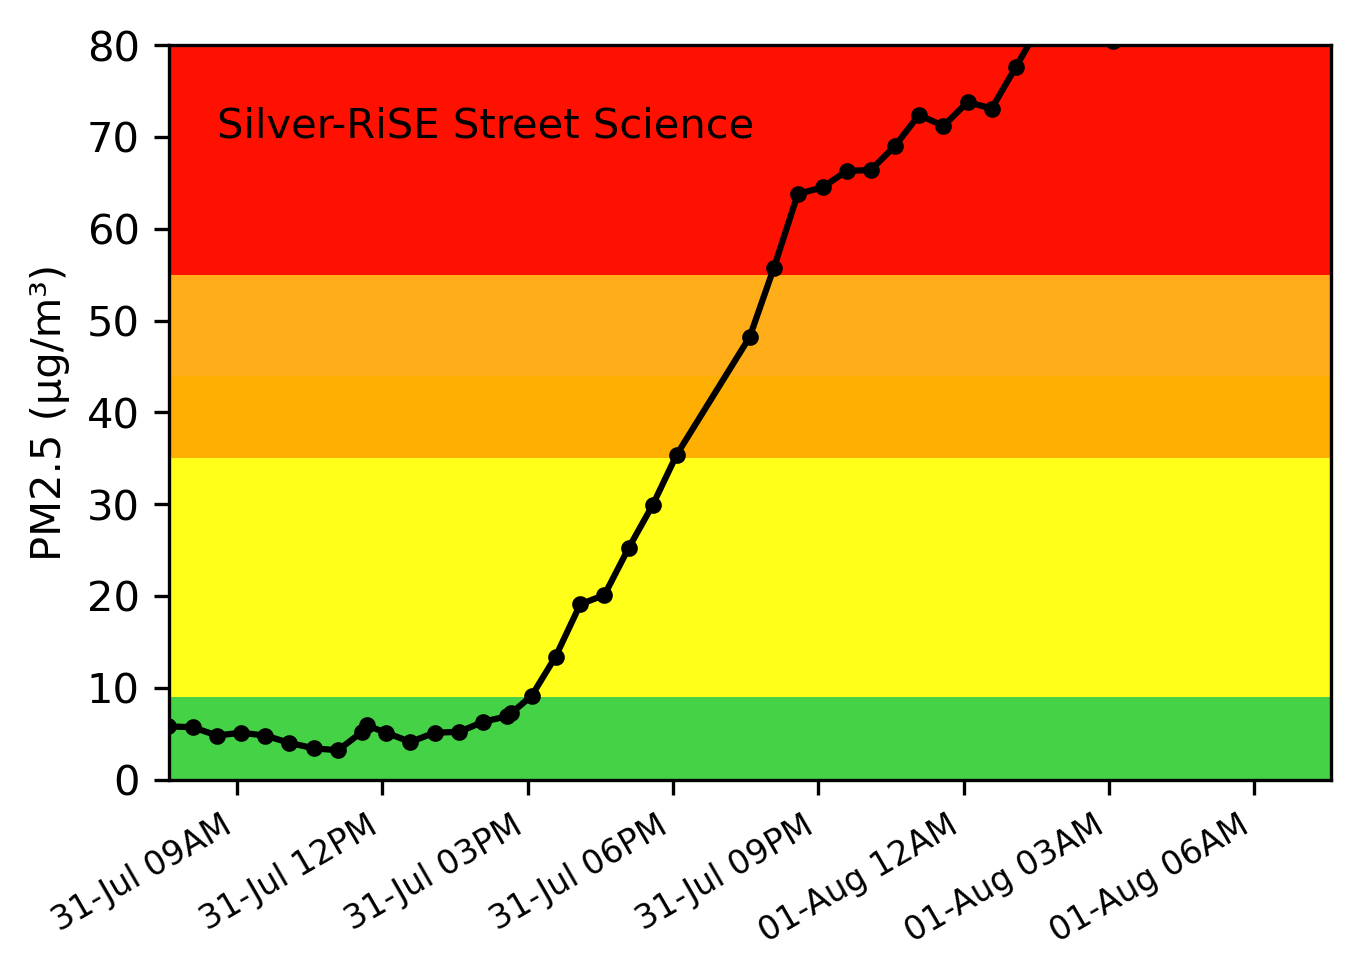 80
70
60
50
40
30
20
10
0
PM2.5 (µg/m³)
Silver-RiSE Street Science
31-Jul 09AM
31-Jul 12PM
31-Jul 03PM
31-Jul 06PM
31-Jul 09PM
01-Aug 12AM
01-Aug 03AM
01-Aug 06AM